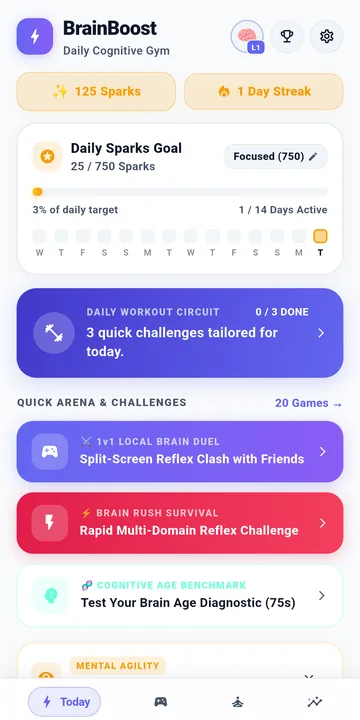 BrainBoost
Daily Cognitive Gym
L1
✨ 125 Sparks
🔥 1 Day Streak
Daily Sparks Goal
25 / 750 Sparks
Focused (750)
3% of daily target
1 / 14 Days Active
W T F S S M T W T F S S M T
DAILY WORKOUT CIRCUIT
0 / 3 DONE
3 quick challenges tailored for
today.
QUICK ARENA & CHALLENGES
20 Games →
⚔️ 1v1 LOCAL BRAIN DUEL
Split-Screen Reflex Clash with Friends
⚡ BRAIN RUSH SURVIVAL
Rapid Multi-Domain Reflex Challenge
🧬 COGNITIVE AGE BENCHMARK
Test Your Brain Age Diagnostic (75s)
MENTAL AGILITY
Today